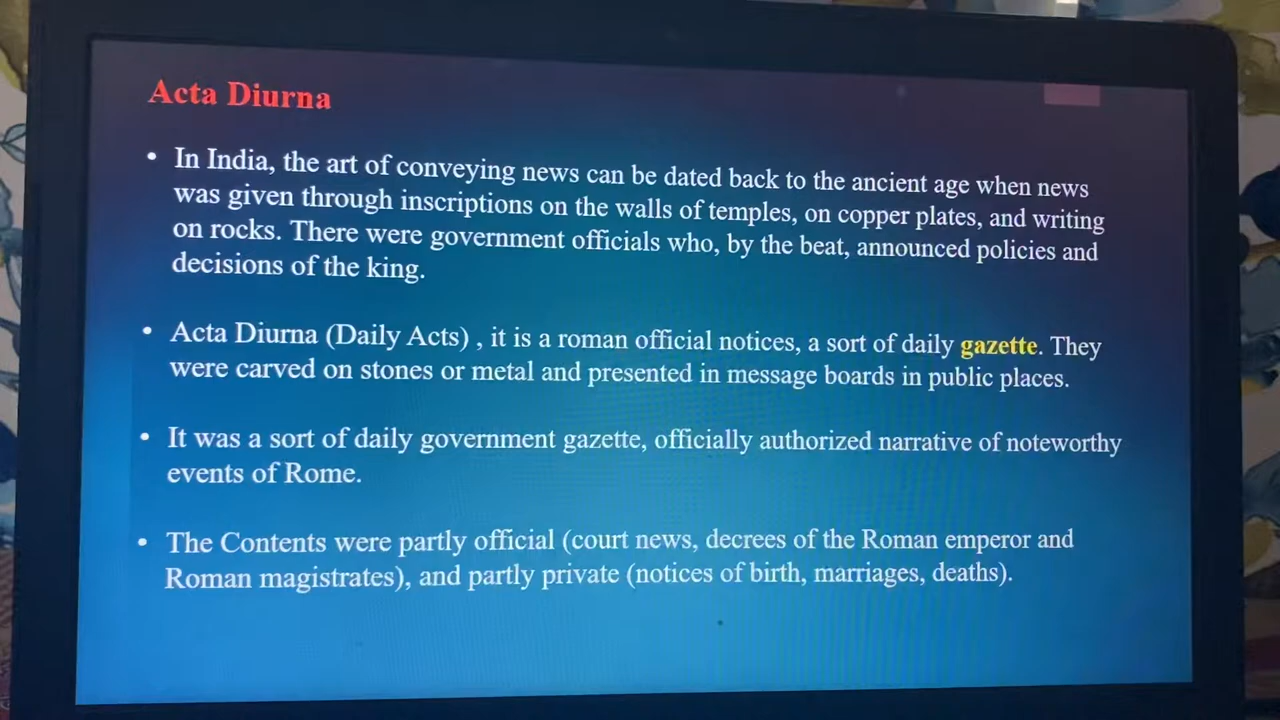 Acta Diurna
• In India, the art of conveying news can be dated back to the ancient age when news
was given through inscriptions on the walls of temples, on copper plates, and writing
on rocks. There were government officials who, by the beat, announced policies and
decisions of the king.
• Acta Diurna (Daily Acts) , it is a roman official notices, a sort of daily gazette. They
were carved on stones or metal and presented in message boards in public places.
• It was a sort of daily government gazette, officially authorized narrative of noteworthy
events of Rome.
• The Contents were partly official (court news, decrees of the Roman emperor and
Roman magistrates), and partly private (notices of birth, marriages, deaths).